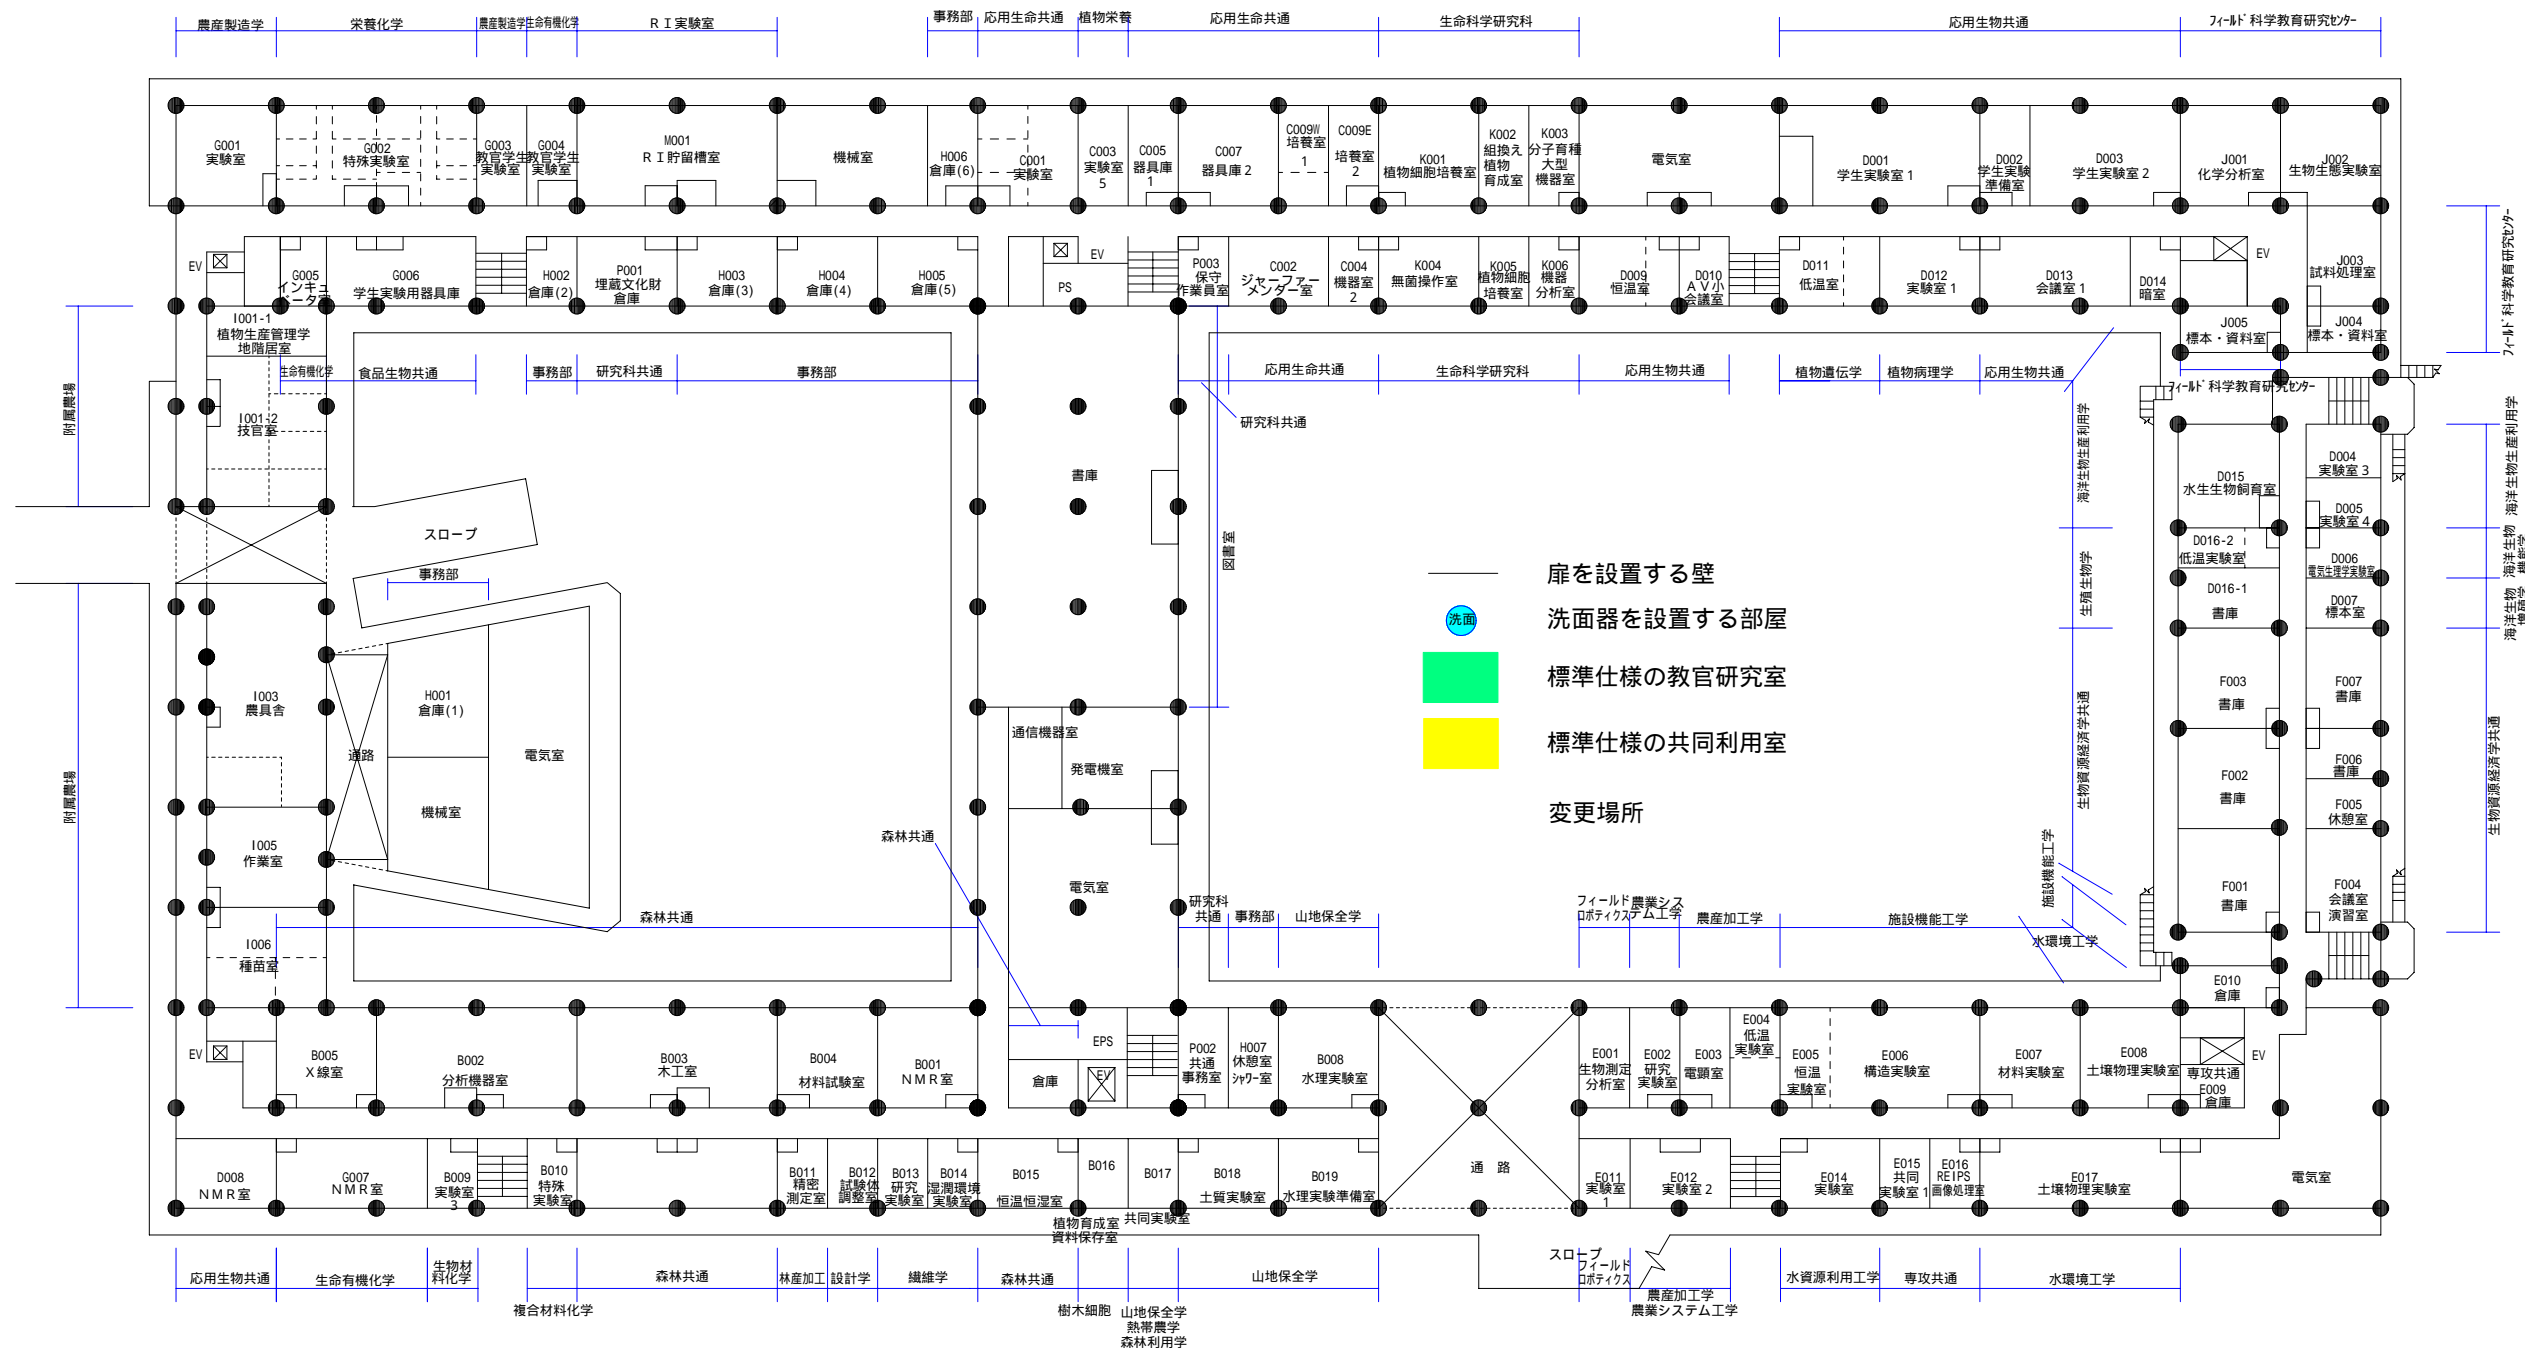 農産製造学
栄養化学
農産製造学
生命有機化学
ＲＩ実験室
事務部
応用生命共通
植物栄養
応用生命共通
生命科学研究科
応用生物共通
フィールド科学教育研究センター
G001
実験室
G002
特殊実験室
G003
教官学生
実験室
G004
教官学生
実験室
M001
ＲＩ貯留槽室
機械室
H006
倉庫(6)
C001
実験室
C003
実験室
5
C005
器具庫
1
C007
器具庫２
C009W
培養室
1
C009E
培養室
2
K001
植物細胞培養室
K002
組換え
植物
育成室
K003
分子育種
大型
機器室
電気室
D001
学生実験室１
D002
学生実験
準備室
D003
学生実験室２
J001
化学分析室
J002
生物生態実験室
EV
G005
インキュ
ベータ室
G006
学生実験用器具庫
H002
倉庫(2)
P001
埋蔵文化財
倉庫
H003
倉庫(3)
H004
倉庫(4)
H005
倉庫(5)
EV
PS
P003
保守
作業員室
C002
ジャーファー
メンター室
C004
機器室
2
K004
無菌操作室
K005
植物細胞
培養室
K006
機器
分析室
D009
恒温室
D010
ＡＶ小
会議室
D011
低温室
D012
実験室１
D013
会議室１
D014
暗室
EV
J003
試料処理室
J005
標本・資料室
J004
標本・資料室
フィールド科学教育研究センター
I001-1
植物生産管理学
地階居室
生命有機化学
食品生物共通
事務部
研究科共通
事務部
応用生命共通
生命科学研究科
応用生物共通
植物遺伝学
植物病理学
応用生物共通
フィールド科学教育研究センター
研究科共通
附属農場
I001-2
技官室
書庫
図書室
海洋生物生産利用学
D015
水生生物飼育室
D004
実験室３
D005
実験室４
海洋生物生産利用学
スロープ
事務部
扉を設置する壁
洗面
洗面器を設置する部屋
標準仕様の教官研究室
標準仕様の共同利用室
変更場所
生殖生物学
D016-2
低温実験室
D016-1
書庫
D006
電気生理学実験室
D007
標本室
海洋生物
機能学
海洋生物
増殖学
附属農場
I003
農具舎
H001
倉庫(1)
通路
電気室
機械室
通信機器室
発電機室
生物資源経済学共通
F003
書庫
F007
書庫
F002
書庫
F006
書庫
F005
休憩室
生物資源経済学共通
I005
作業室
森林共通
電気室
施設機能工学
F001
書庫
F004
会議室
演習室
I006
種苗室
森林共通
研究科
共通
事務部
山地保全学
フィールド
ロボティクス
農業シス
テム工学
農産加工学
施設機能工学
水環境工学
E010
倉庫
EV
B005
Ｘ線室
B002
分析機器室
B003
木工室
B004
材料試験室
B001
ＮＭＲ室
EPS
倉庫
EV
P002
共通
事務室
H007
休憩室
シャワー室
B008
水理実験室
E001
生物測定
分析室
E002
研究
実験室
E003
電顕室
E004
低温
実験室
E005
恒温
実験室
E006
構造実験室
E007
材料実験室
E008
土壌物理実験室
EV
専攻共通
E009
倉庫
D008
ＮＭＲ室
G007
ＮＭＲ室
B009
実験室
3
B010
特殊
実験室
B011
精密
測定室
B012
試験体
調整室
B013
研究
実験室
B014
湿潤環境
実験室
B015
恒温恒湿室
B016
植物育成室
資料保存室
B017
共同実験室
B018
土質実験室
B019
水理実験準備室
通　路
E011
実験室
1
E012
実験室２
E014
実験室
E015
共同
実験室１
E016
REIPS
画像処理室
E017
土壌物理実験室
電気室
応用生物共通
生命有機化学
生物材
料化学
複合材料化学
森林共通
林産加工
設計学
繊維学
森林共通
樹木細胞
山地保全学
熱帯農学
森林利用学
山地保全学
スロープ
フィールド
ロボティクス
農産加工学
農業システム工学
水資源利用工学
専攻共通
水環境工学